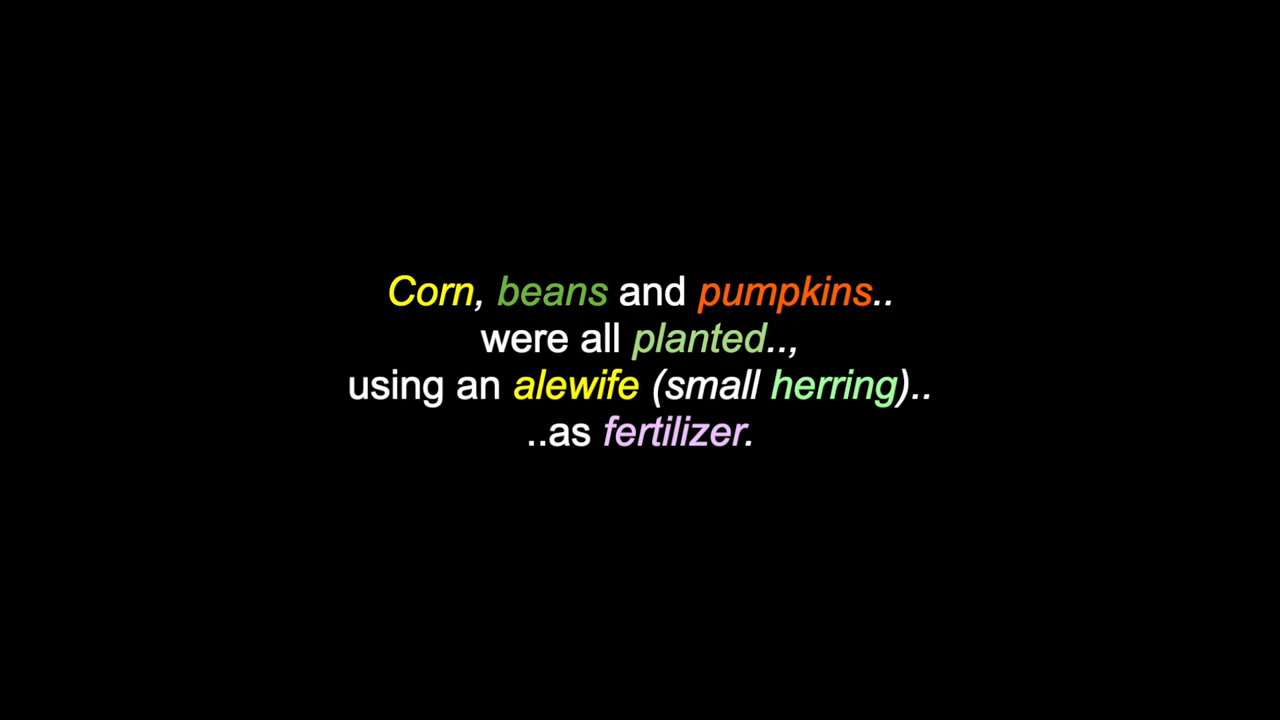 Corn, beans and pumpkins..
were all planted..,
using an alewife (small herring)..
..as fertilizer.